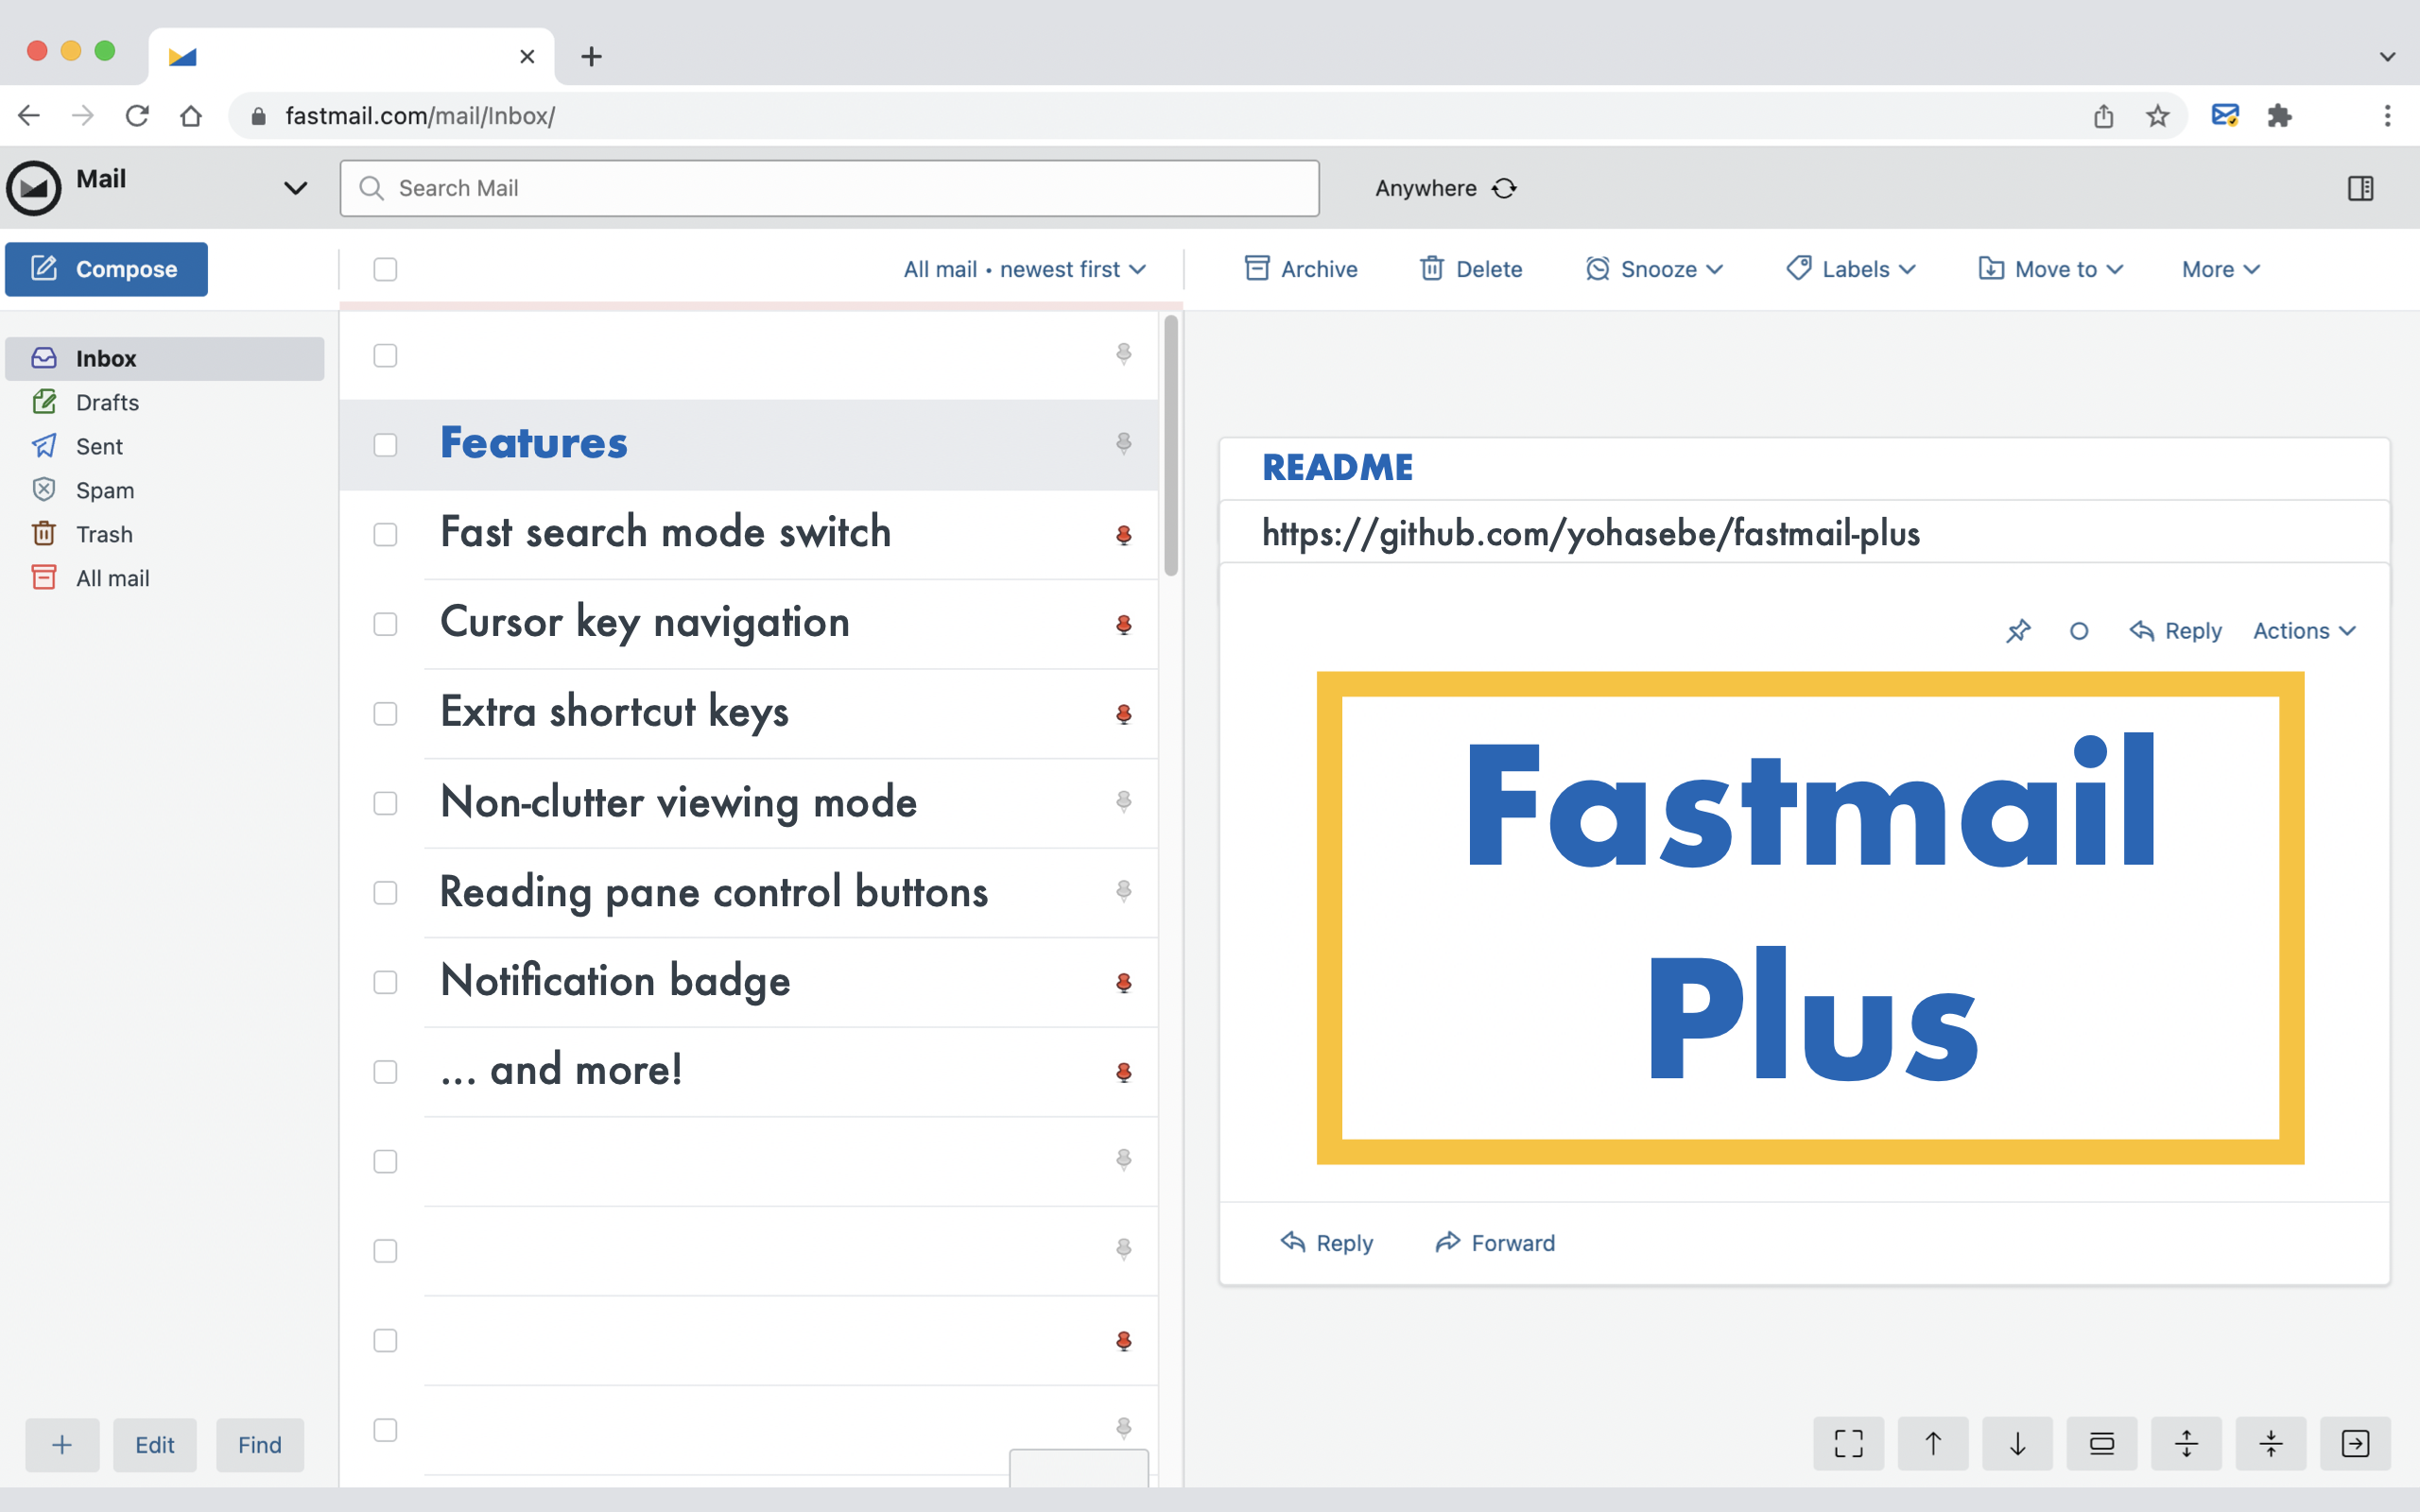 fastmail.com/mail/Inbox/
Mail
Search Mail
Anywhere
Compose
All mail • newest first
Archive
Delete
Snooze
Labels
Move to
More
Inbox
Drafts
Sent
Spam
Trash
All mail
Features
Fast search mode switch
Cursor key navigation
Extra shortcut keys
Non-clutter viewing mode
Reading pane control buttons
Notification badge
... and more!
README
https://github.com/yohasebe/fastmail-plus
Reply
Actions
Fastmail
Plus
Reply
Forward
Edit
Find